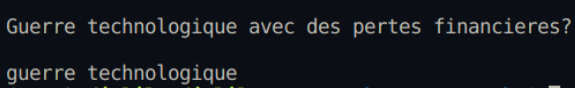 Guerre technologique avec des pertes financieres?
guerre technologique